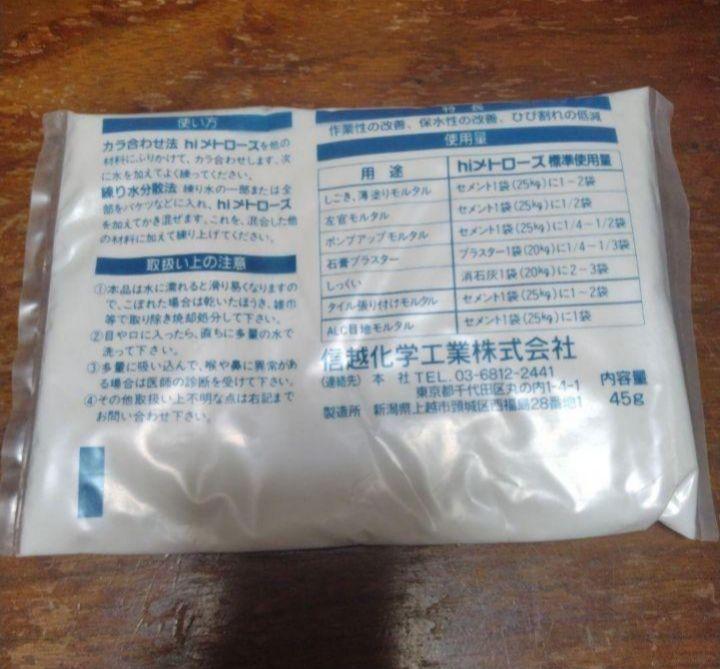 使い方
カラ合わせ法 hiメトローズを他の
材料にふりかけて、カラ合わせします。次
に水を加えてよく練ってください。
練り水分散法 練り水の一部または全
部をバケツなどに入れ、hiメトローズ
を加えてかき混ぜます。これを、混合した他
の材料に加えて練り上げてください。
取扱い上の注意
①本品は水に濡れると滑り易くなりますの
で、こぼれた場合は乾いたほうき、雑巾
等で取り除き焼却処分して下さい。
②目や口に入ったら、直ちに多量の水で
洗って下さい。
③多量に吸い込んで、喉や鼻に異常があ
る場合は医師の診断を受けて下さい。
④その他取扱い上不明な点は右記まで
お問い合わせ下さい。
特長
作業性の改善、保水性の改善、ひび割れの低減
使用量
用途 hiメトローズ標準使用量
しごき、薄塗りモルタル セメント1袋(25kg)に1〜2袋
左官モルタル セメント1袋(25kg)に1/2袋
ポンプアップモルタル セメント1袋(25kg)に1/4〜1/2袋
石膏プラスター プラスター1袋(20kg)に1/4〜1/3袋
しっくい 消石灰1袋(20kg)に2〜3袋
タイル張り付けモルタル セメント1袋(25kg)に1〜2袋
ALC目地モルタル セメント1袋(25kg)に1袋
信越化学工業株式会社
(連絡先) 本社 TEL. 03-6812-2441
東京都千代田区丸の内1-4-1
製造所 新潟県上越市頸城区西福島28番地1
内容量
45g